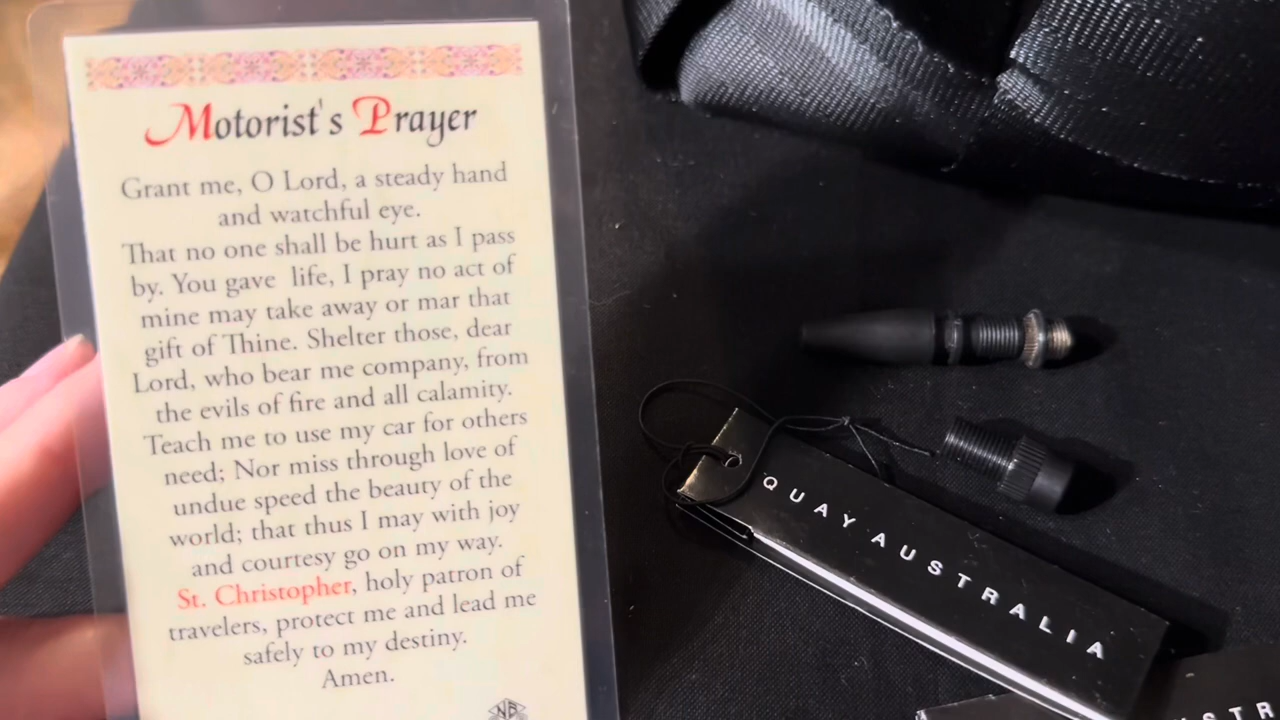 Motorist's Prayer
Grant me, O Lord, a steady hand
and watchful eye.
That no one shall be hurt as I pass
by. You gave life, I pray no act of
mine may take away or mar that
gift of Thine. Shelter those, dear
Lord, who bear me company, from
the evils of fire and all calamity.
Teach me to use my car for others
need; Nor miss through love of
undue speed the beauty of the
world; that thus I may with joy
and courtesy go on my way.
St. Christopher, holy patron of
travelers, protect me and lead me
safely to my destiny.
Amen.
QUAY AUSTRALIA
STR